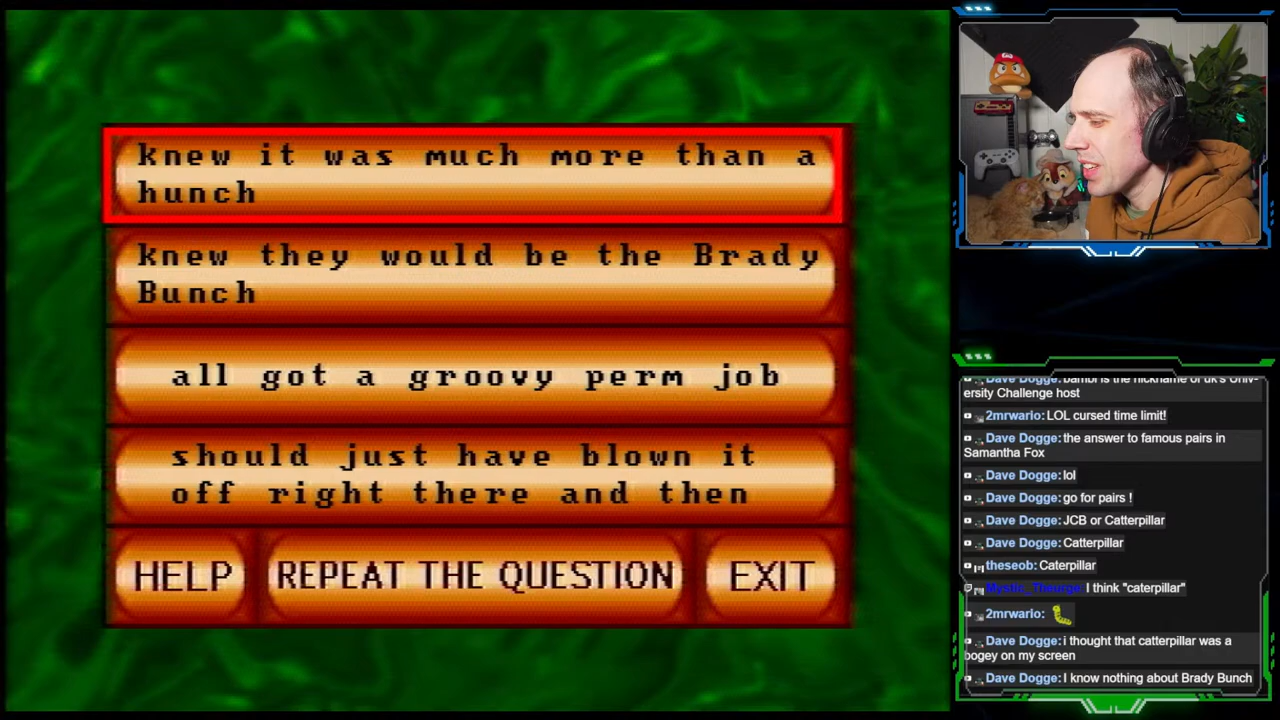 knew it was much more than a
hunch
knew they would be the Brady
Bunch
all got a groovy perm job
should just have blown it
off right there and then
HELP
REPEAT THE QUESTION
EXIT
Dave Dogge: bambi is the nickname of uk's Univ-
ersity Challenge host
2mrwario: LOL cursed time limit!
Dave Dogge: the answer to famous pairs in
Samantha Fox
Dave Dogge: lol
Dave Dogge: go for pairs !
Dave Dogge: JCB or Catterpillar
Dave Dogge: Catterpillar
theseob: Caterpillar
Mystic_Theurge: I think "caterpillar"
2mrwario:
Dave Dogge: i thought that catterpillar was a
bogey on my screen
Dave Dogge: I know nothing about Brady Bunch